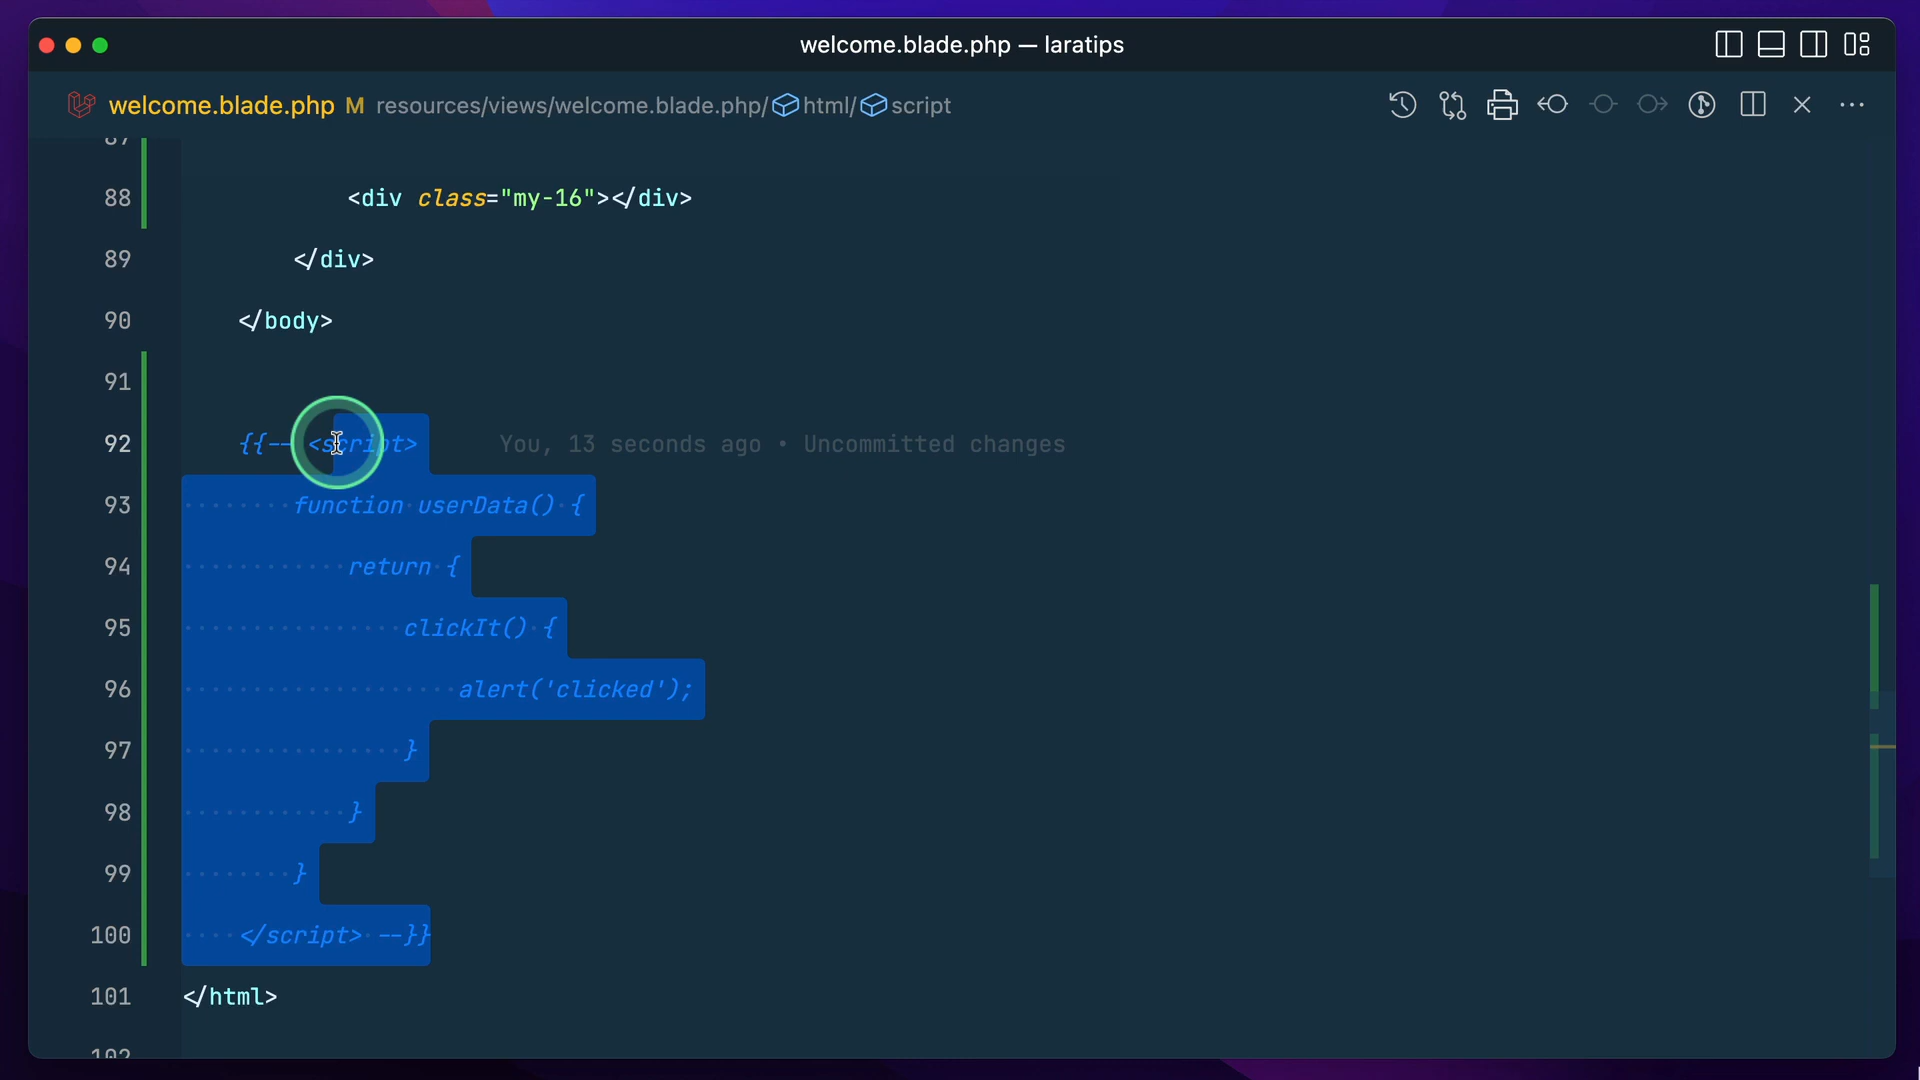 welcome.blade.php — laratips
welcome.blade.php M resources/views/welcome.blade.php/ html/ script
87
88 <div class="my-16"></div>
89 </div>
90 </body>
91
92 {{-- <script> You, 13 seconds ago • Uncommitted changes
93 function userData() {
94 return {
95 clickIt() {
96 alert('clicked');
97 }
98 }
99 }
100 </script> --}}
101 </html>
102